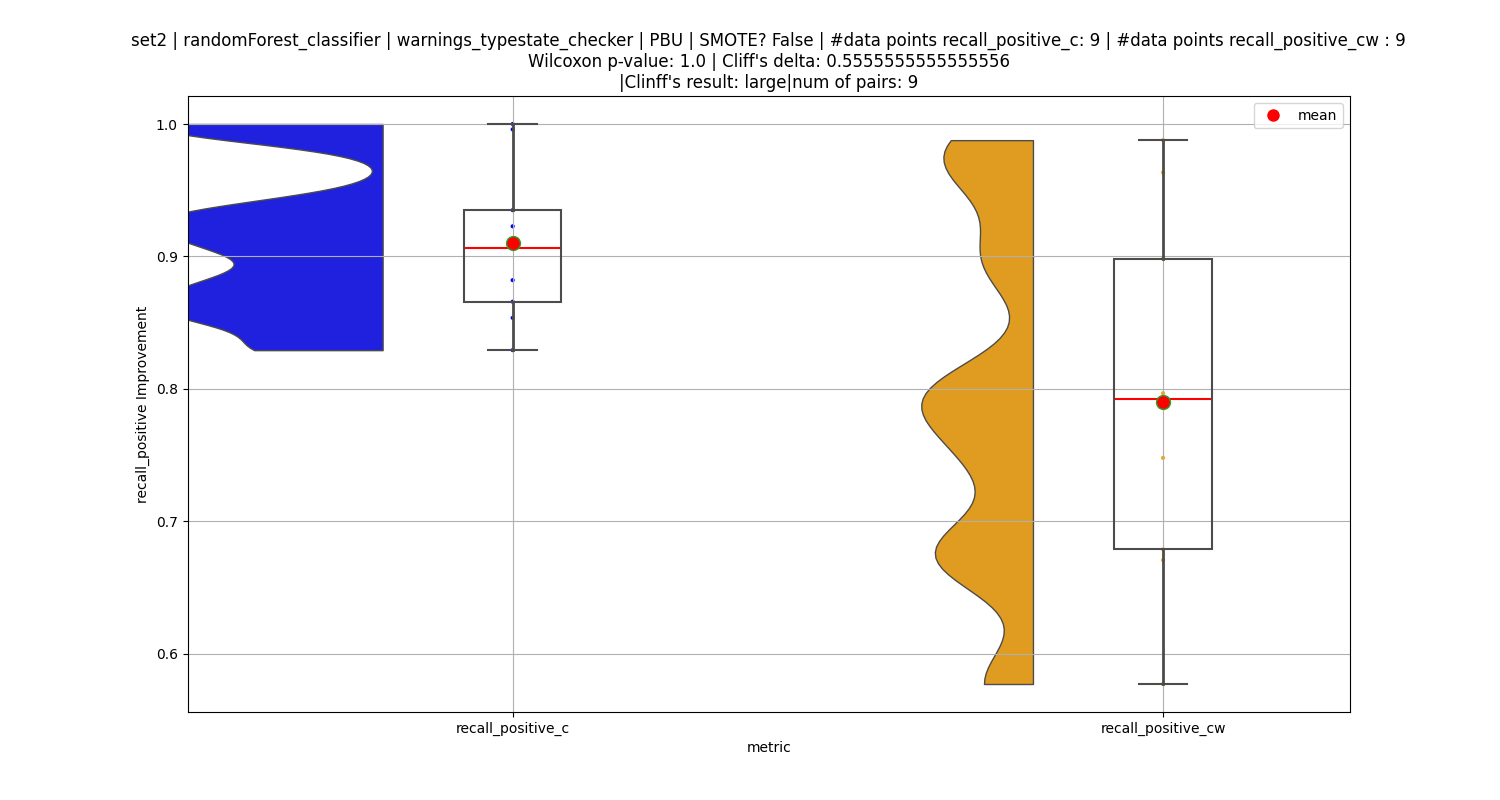 set2 | randomForest_classifier | warnings_typestate_checker | PBU | SMOTE? False | #data points recall_positive_c: 9 | #data points recall_positive_cw : 9
Wilcoxon p-value: 1.0 | Cliff's delta: 0.5555555555555556
|Clinff's result: large|num of pairs: 9
mean
1.0
0.9
0.8
0.7
0.6
recall_positive Improvement
recall_positive_c
recall_positive_cw
metric